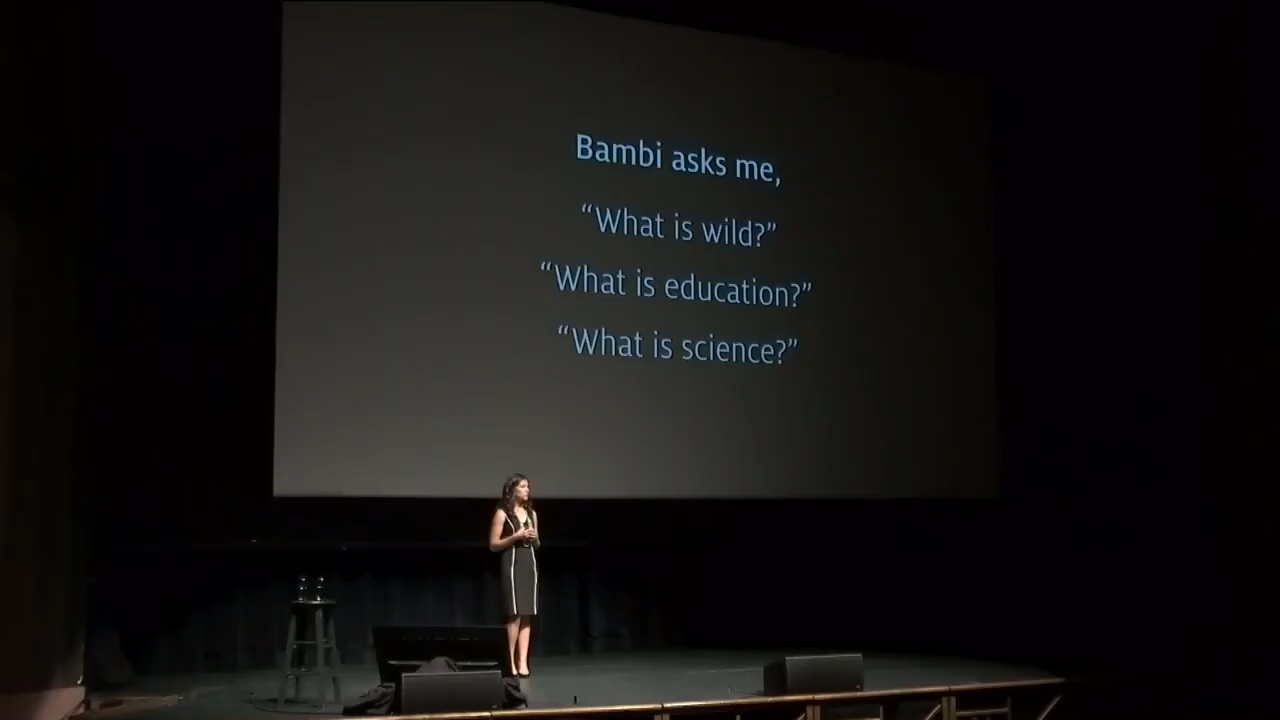 Bambi asks me,
“What is wild?”
“What is education?”
“What is science?”